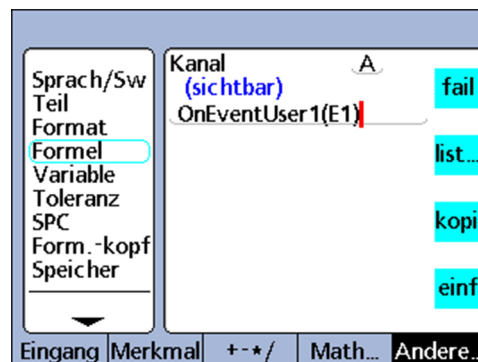 Sprach/Sw
Teil
Format
Formel
Variable
Toleranz
SPC
Form.-kopf
Speicher
Kanal A
(sichtbar)
OnEventUser1(E1)
fail
list...
kopi
einf
Eingang Merkmal +-*/ Math... Andere..